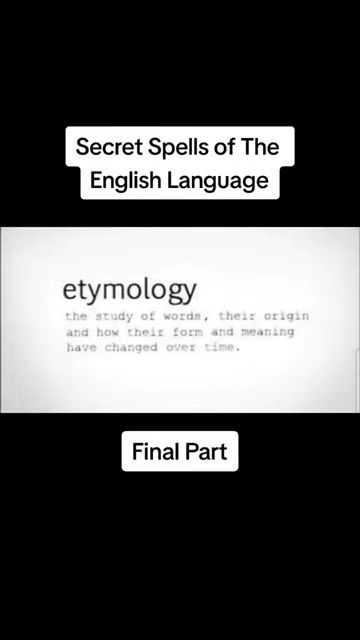 Secret Spells of The
English Language
etymology
the study of words, their origin
and how their form and meaning
have changed over time.
Final Part